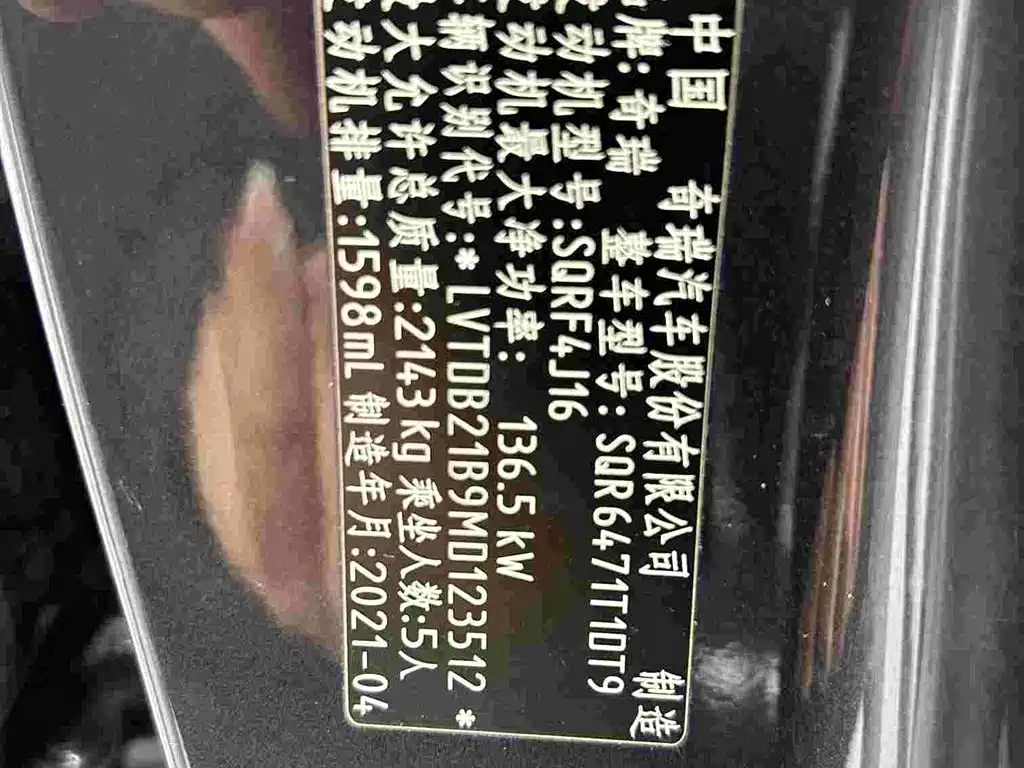 中国 奇瑞汽车股份有限公司 制造
品牌:奇瑞 整车型号:SQR6471T1DT9
发动机型号:SQRF4J16
发动机最大净功率: 136.5 kW
辆识别代号:*LVTDB21B9MD123512*
最大允许总质量:2143kg 乘坐人数:5人
发动机排量:1598mL 制造年月:2021-04